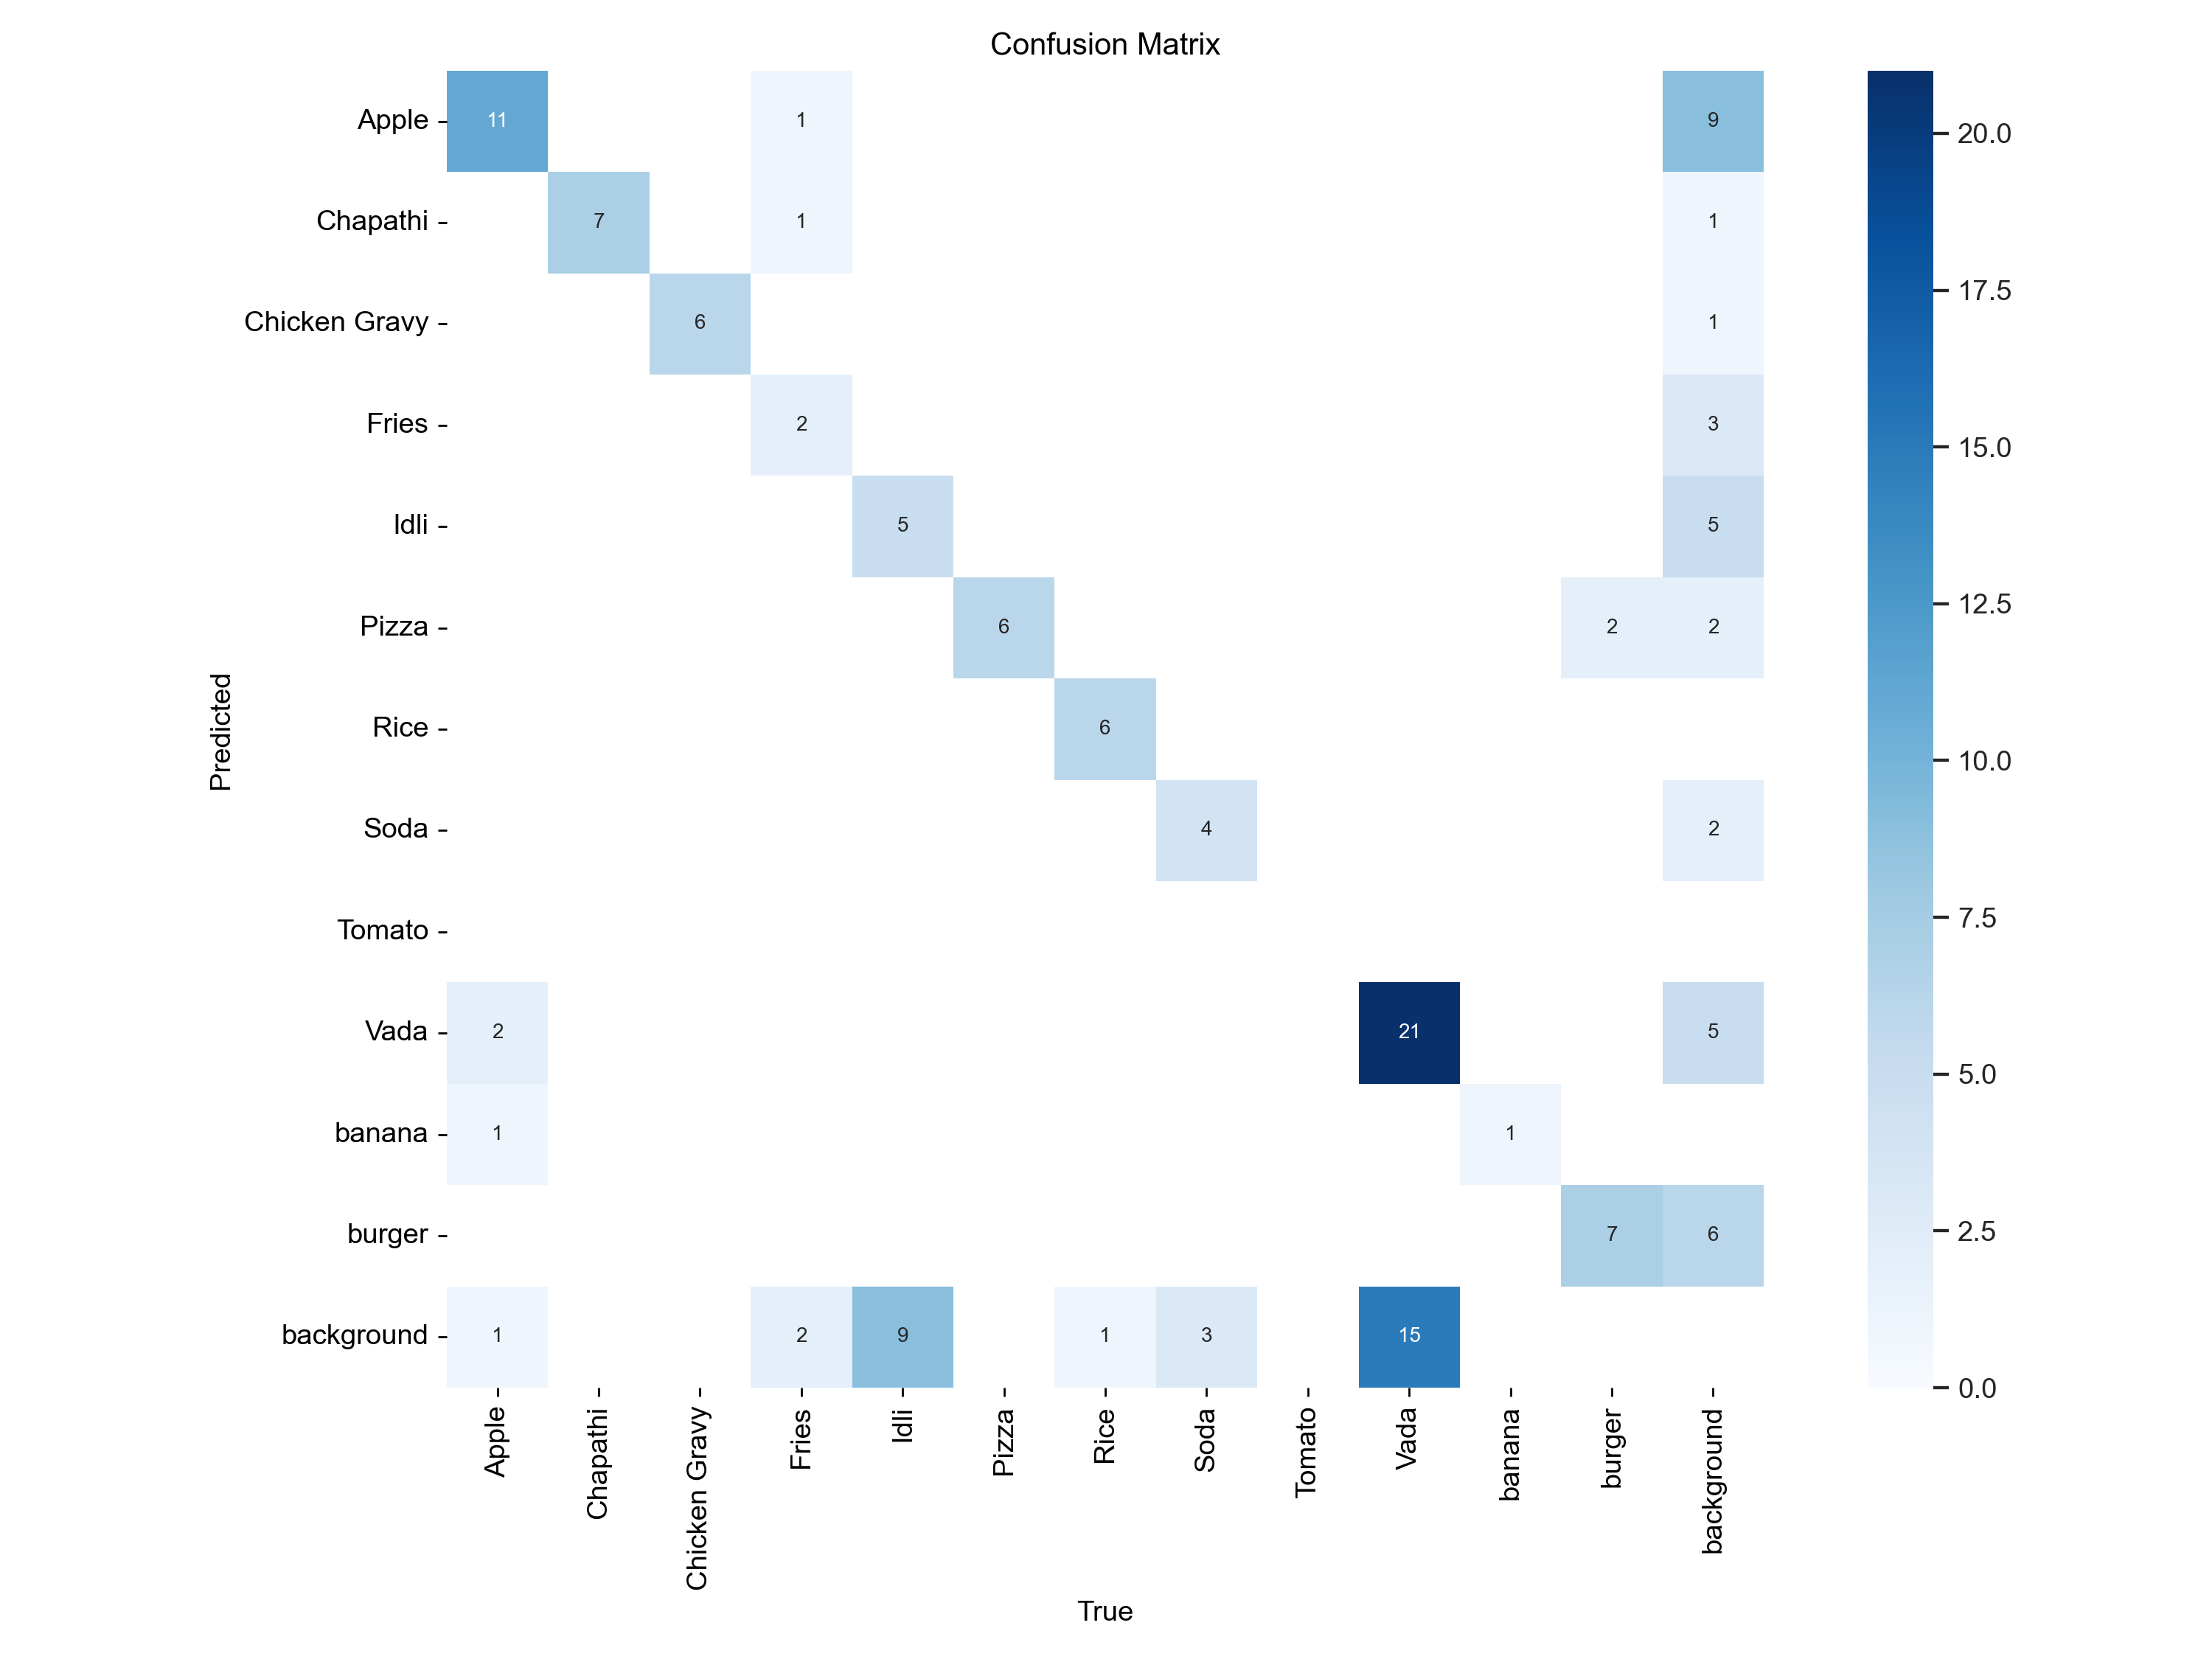 Confusion Matrix
Apple 11 1 9
Chapathi 7 1 1
Chicken Gravy 6 1
Fries 2 3
Idli 5 5
Pizza 6 2 2
Rice 6
Soda 4 2
Tomato
Vada 2 21 5
banana 1 1
burger 7 6
background 1 2 9 1 3 15
Predicted
Apple Chapathi Chicken Gravy Fries Idli Pizza Rice Soda Tomato Vada banana burger background
True
20.0
17.5
15.0
12.5
10.0
7.5
5.0
2.5
0.0